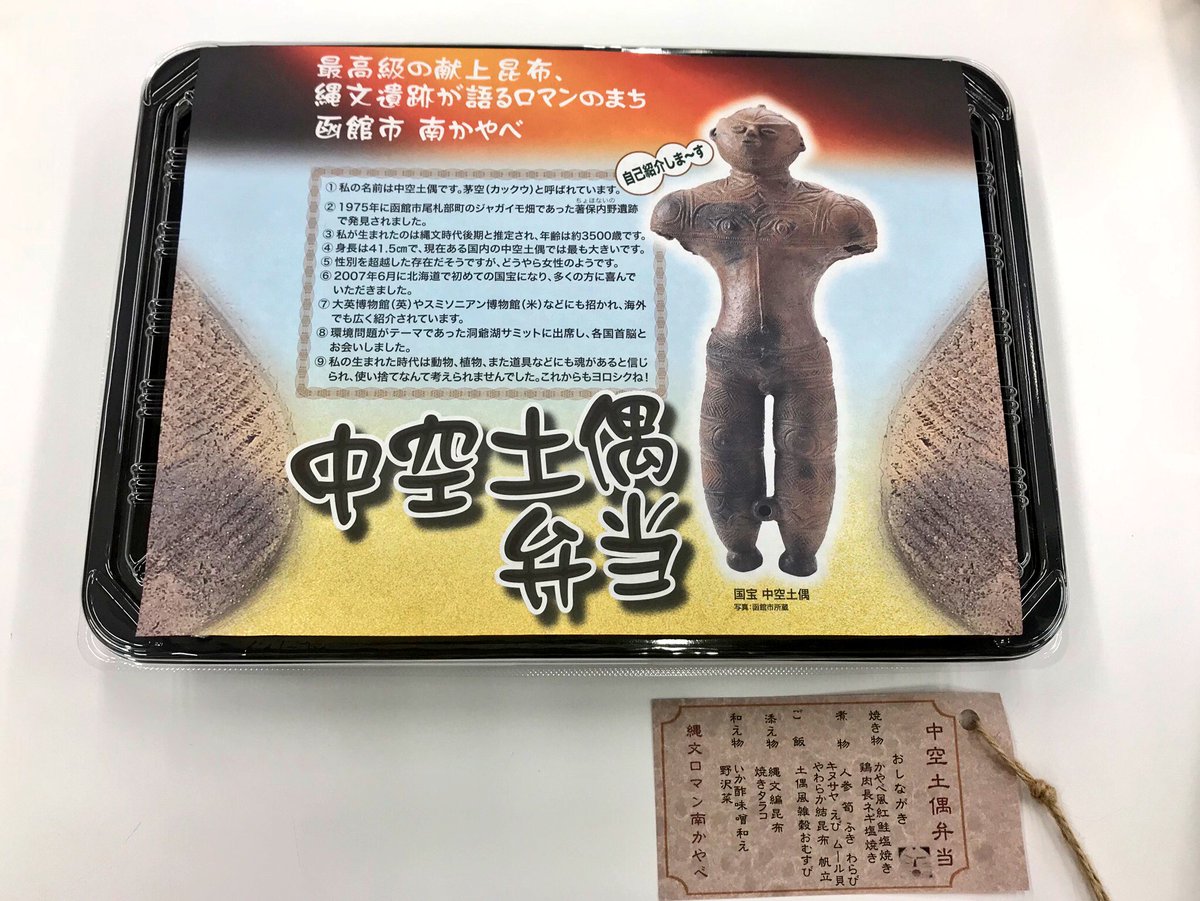 最高級の献上昆布、
縄文遺跡が語るロマンのまち
函館市 南かやべ
自己紹介しま〜す
① 私の名前は中空土偶です。茅空(カックウ)と呼ばれています。
ちょぼないの
② 1975年に函館市尾札部町のジャガイモ畑であった著保内野遺跡
で発見されました。
③ 私が生まれたのは縄文時代後期と推定され、年齢は約3500歳です。
④ 身長は41.5㎝で、現在ある国内の中空土偶では最も大きいです。
⑤ 性別を超越した存在だそうですが、どうやら女性のようです。
⑥ 2007年6月に北海道で初めての国宝になり、多くの方に喜んで
いただきました。
⑦ 大英博物館(英)やスミソニアン博物館(米)などにも招かれ、海外
でも広く紹介されています。
⑧ 環境問題がテーマであった洞爺湖サミットに出席し、各国首脳と
お会いしました。
⑨ 私の生まれた時代は動物、植物、また道具などにも魂があると信じ
られ、使い捨てなんて考えられませんでした。これからもヨロシクね!
中空土偶
弁当
国宝 中空土偶
写真:函館市所蔵
中空土偶弁当
おしながき
焼き物 かやべ風紅鮭塩焼き
鶏肉長ネギ塩焼き
煮物 人参 筍 ふき わらび
キヌサヤ えび ムール貝
やわらか結昆布 帆立
ご飯 土偶風雑穀おむすび
添え物 縄文編昆布
焼きタラコ
和え物 いか酢味噌和え
野沢菜
縄文ロマン南かやべ